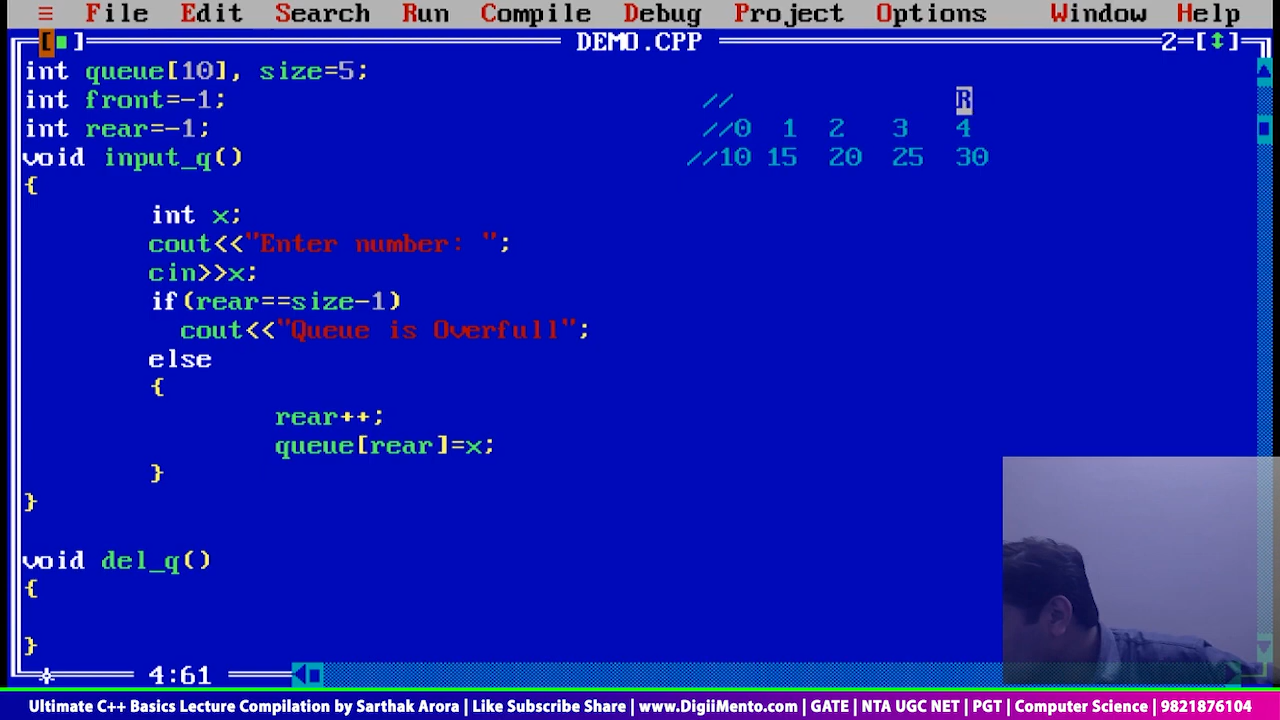 ≡ File Edit Search Run Compile Debug Project Options Window Help
[■] DEMO.CPP 2=[↕]
int queue[10], size=5;
int front=-1; // R
int rear=-1; //0 1 2 3 4
void input_q() //10 15 20 25 30
{
int x;
cout<<"Enter number: ";
cin>>x;
if(rear==size-1)
cout<<"Queue is Overfull";
else
{
rear++;
queue[rear]=x;
}
}
void del_q()
{
}
4:61
Ultimate C++ Basics Lecture Compilation by Sarthak Arora | Like Subscribe Share | www.DigiiMento.com | GATE | NTA UGC NET | PGT | Computer Science | 9821876104